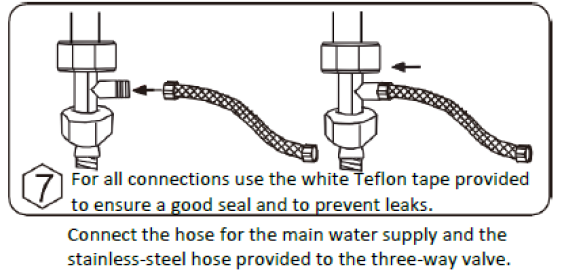 7 For all connections use the white Teflon tape provided
to ensure a good seal and to prevent leaks.
Connect the hose for the main water supply and the
stainless-steel hose provided to the three-way valve.